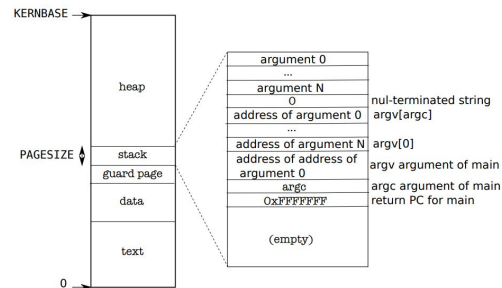 KERNBASE
heap
PAGESIZE
stack
guard page
data
text
0
argument 0
...
argument N
0
nul-terminated string
address of argument 0
argv[argc]
...
address of argument N
argv[0]
address of address of
argument 0
argv argument of main
argc
argc argument of main
0xFFFFFFF
return PC for main
(empty)